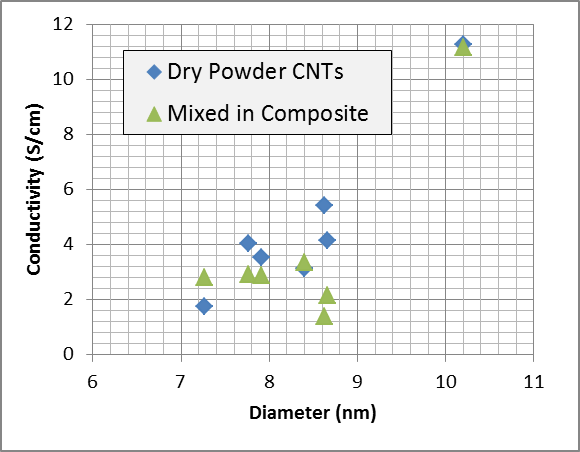 12
10
8
6
4
2
0
Conductivity (S/cm)
Dry Powder CNTs
Mixed in Composite
6 7 8 9 10 11
Diameter (nm)